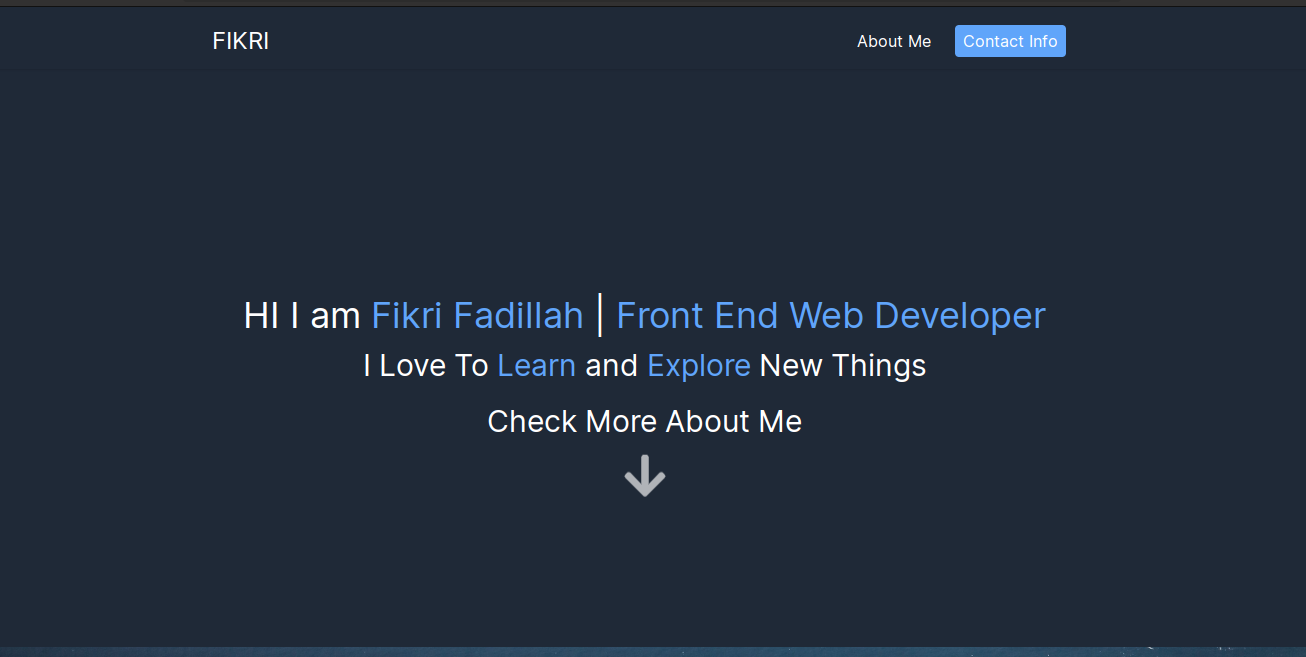 FIKRI
About Me
Contact Info
HI I am Fikri Fadillah | Front End Web Developer
I Love To Learn and Explore New Things
Check More About Me